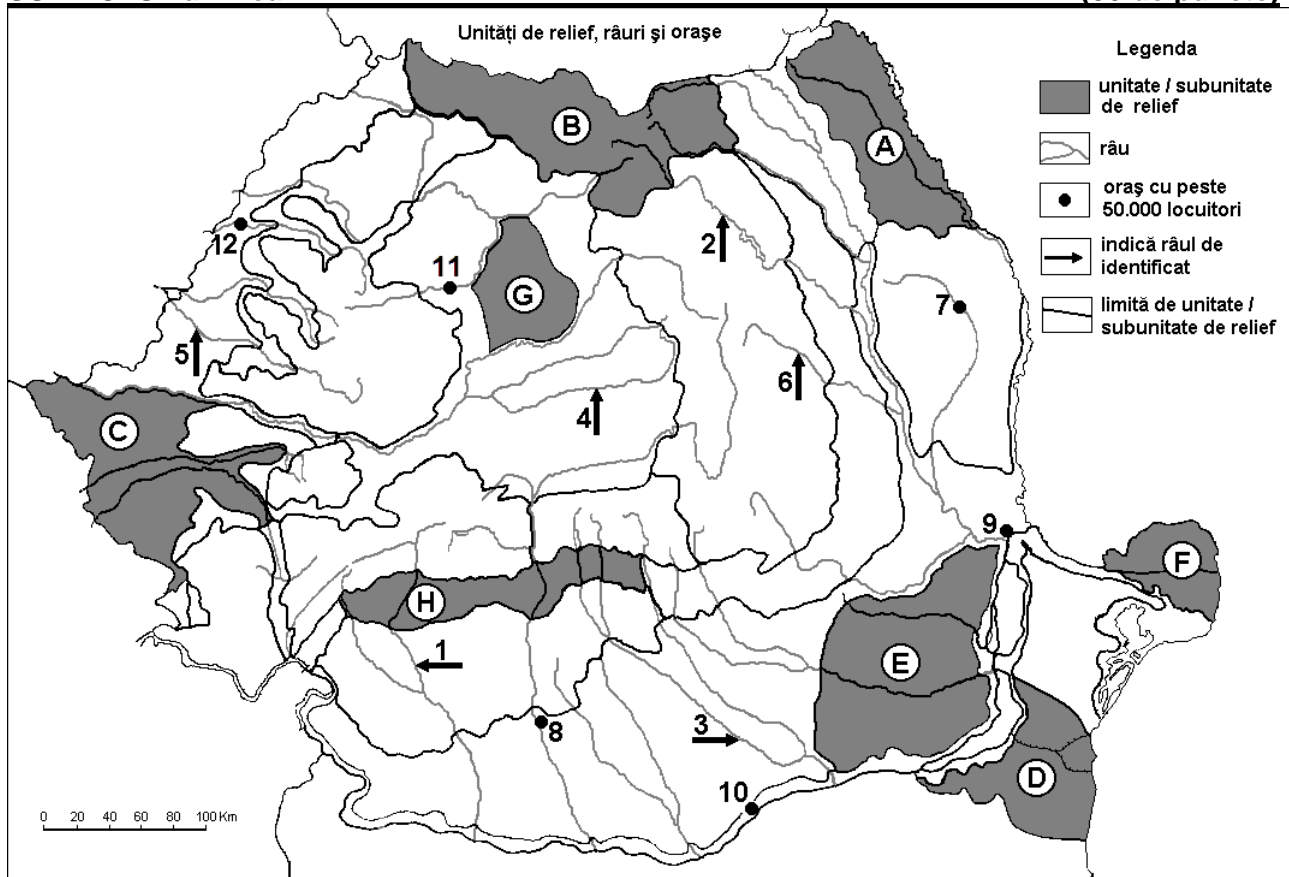 Unități de relief, râuri și orașe
Legenda
unitate / subunitate
de relief
râu
oraş cu peste
50.000 locuitori
indică râul de
identificat
limită de unitate /
subunitate de relief
A
B
2
12
11
G
7
5
6
4
C
9
F
H
1
E
8
3
D
10
0 20 40 60 80 100 Km